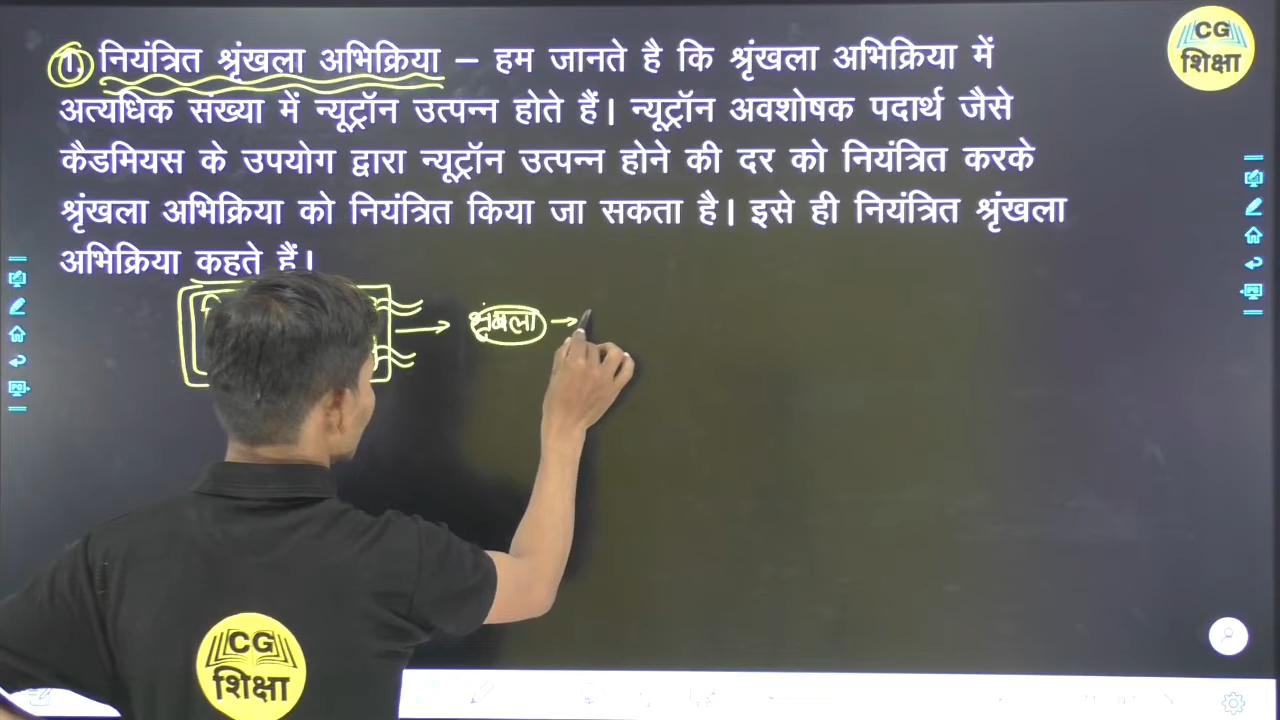 1. नियंत्रित श्रृंखला अभिक्रिया – हम जानते है कि श्रृंखला अभिक्रिया में
अत्यधिक संख्या में न्यूट्रॉन उत्पन्न होते हैं। न्यूट्रॉन अवशोषक पदार्थ जैसे
कैडमियस के उपयोग द्वारा न्यूट्रॉन उत्पन्न होने की दर को नियंत्रित करके
श्रृंखला अभिक्रिया को नियंत्रित किया जा सकता है। इसे ही नियंत्रित श्रृंखला
अभिक्रिया कहते हैं।
श्रृंखला
CG
शिक्षा
CG
शिक्षा